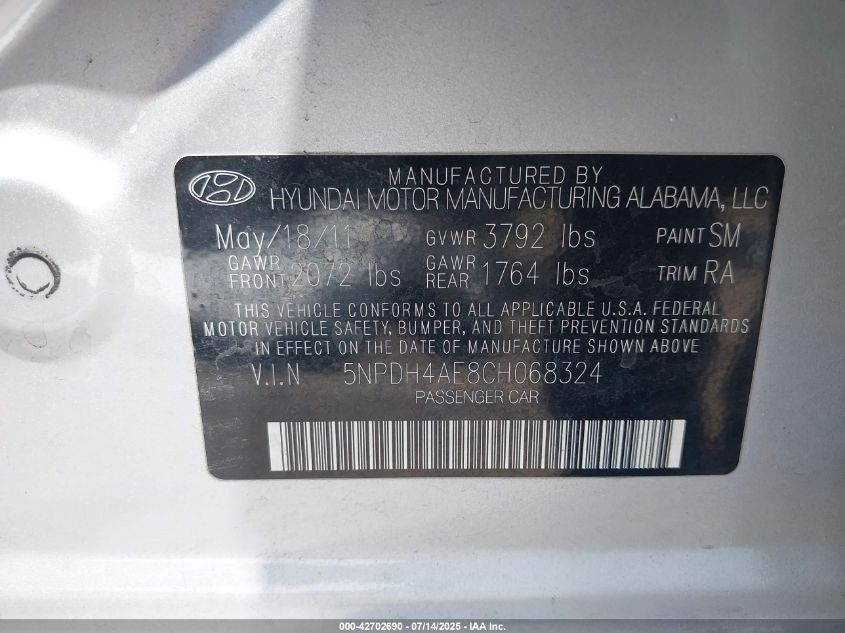 MANUFACTURED BY
HYUNDAI MOTOR MANUFACTURING ALABAMA, LLC
May/18/11 GVWR 3792 lbs PAINT SM
GAWR FRONT 2072 lbs GAWR REAR 1764 lbs TRIM RA
THIS VEHICLE CONFORMS TO ALL APPLICABLE U.S.A. FEDERAL
MOTOR VEHICLE SAFETY, BUMPER, AND THEFT PREVENTION STANDARDS
IN EFFECT ON THE DATE OF MANUFACTURE SHOWN ABOVE
V.I.N 5NPDH4AE8CH068324
PASSENGER CAR
000-42702690 - 07/14/2025 - IAA Inc.